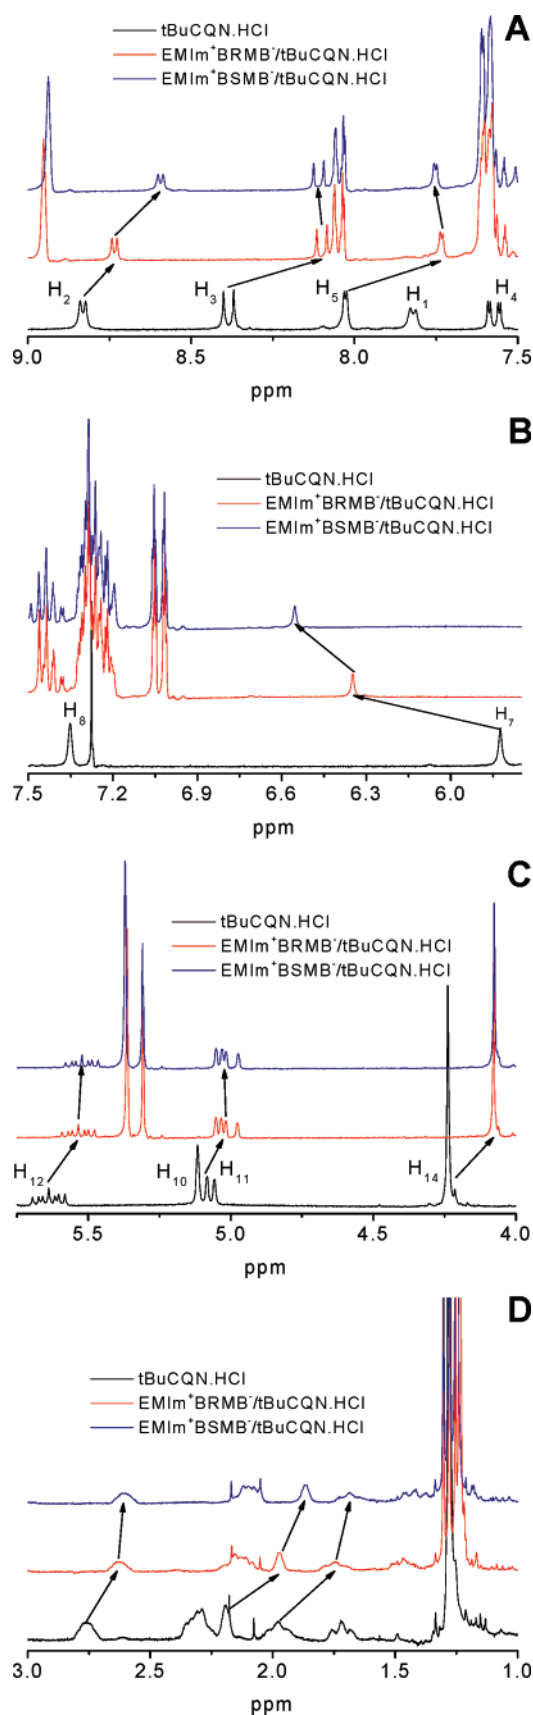 A
tBuCQN.HCl
EMIm⁺BRMB⁻/tBuCQN.HCl
EMIm⁺BSMB⁻/tBuCQN.HCl
H₂ H₃ H₅ H₁ H₄
9.0 8.5 8.0 7.5
ppm
B
tBuCQN.HCl
EMIm⁺BRMB⁻/tBuCQN.HCl
EMIm⁺BSMB⁻/tBuCQN.HCl
H₈ H₇
7.5 7.2 6.9 6.6 6.3 6.0
ppm
C
tBuCQN.HCl
EMIm⁺BRMB⁻/tBuCQN.HCl
EMIm⁺BSMB⁻/tBuCQN.HCl
H₁₂ H₁₀ H₁₁ H₁₄
5.5 5.0 4.5 4.0
ppm
D
tBuCQN.HCl
EMIm⁺BRMB⁻/tBuCQN.HCl
EMIm⁺BSMB⁻/tBuCQN.HCl
3.0 2.5 2.0 1.5 1.0
ppm